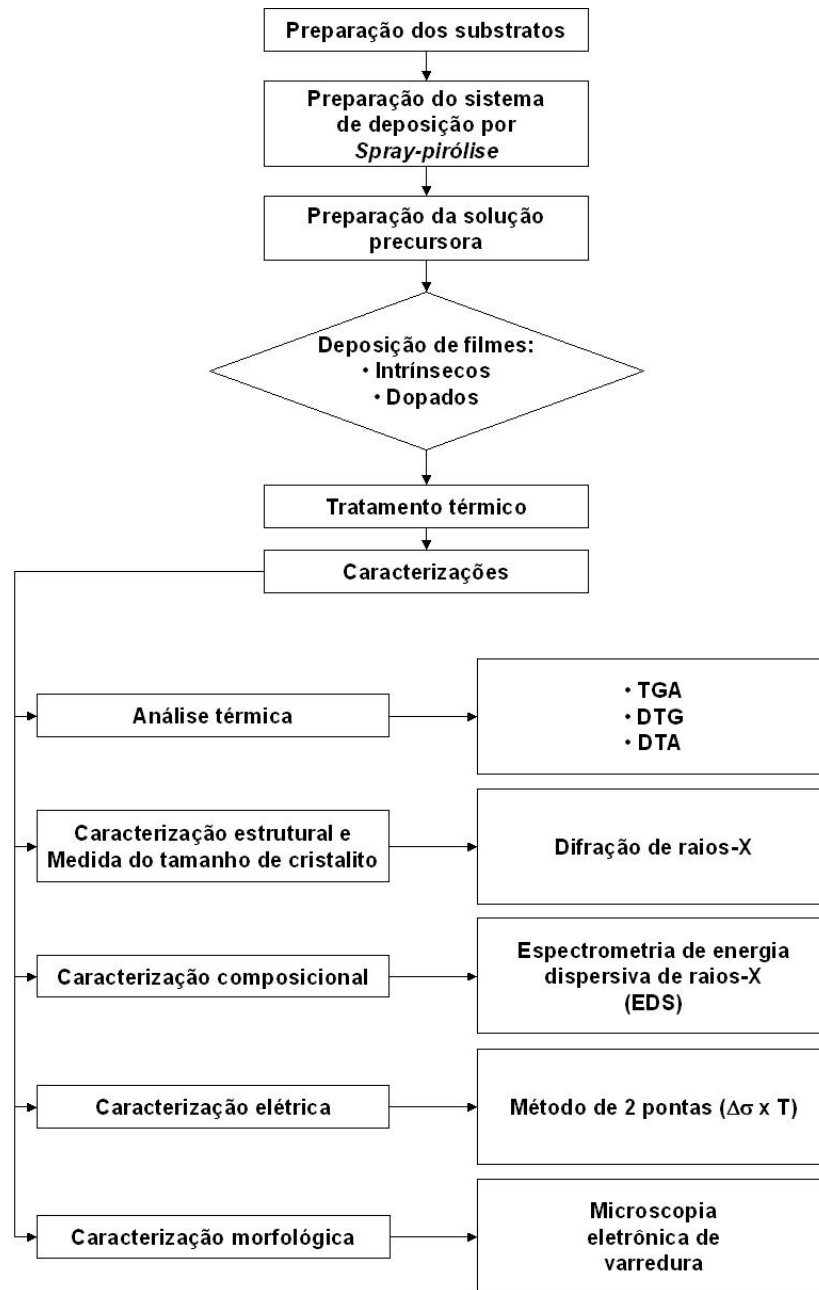 Preparação dos substratos
Preparação do sistema
de deposição por
Spray-pirólise
Preparação da solução
precursora
Deposição de filmes:
• Intrínsecos
• Dopados
Tratamento térmico
Caracterizações
Análise térmica
• TGA
• DTG
• DTA
Caracterização estrutural e
Medida do tamanho de cristalito
Difração de raios-X
Caracterização composicional
Espectrometria de energia
dispersiva de raios-X
(EDS)
Caracterização elétrica
Método de 2 pontas (Δσ x T)
Caracterização morfológica
Microscopia
eletrônica de
varredura